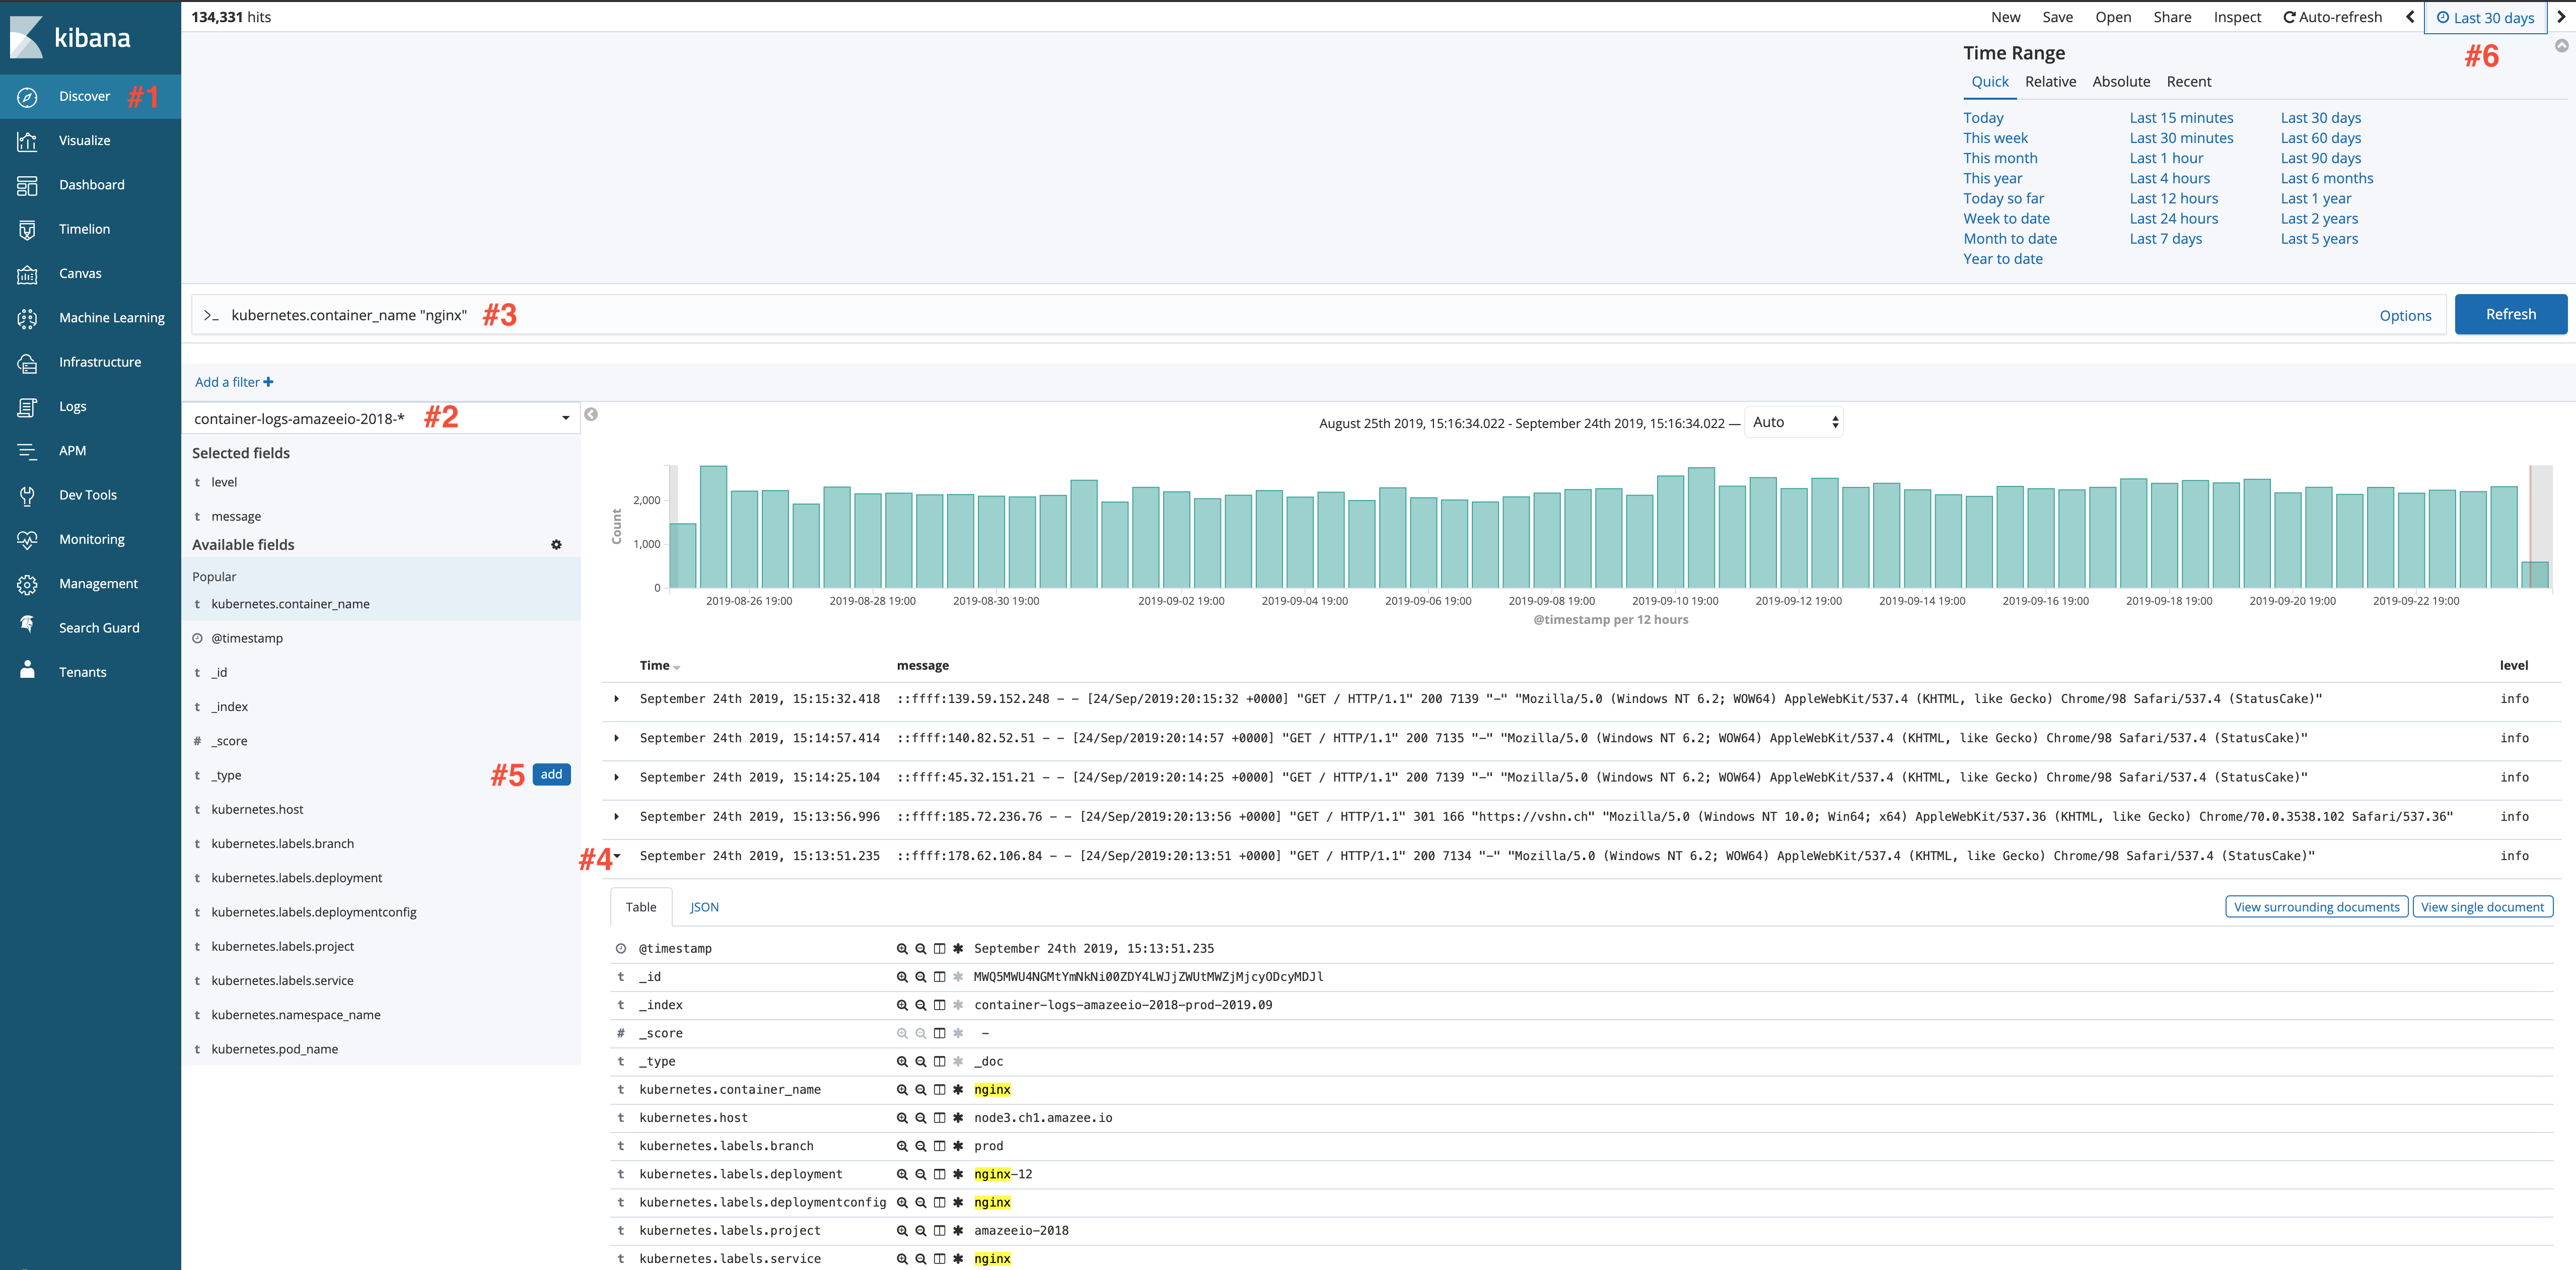 134,331 hits
New Save Open Share Inspect Auto-refresh Last 30 days
kibana
Discover #1
Visualize
Dashboard
Timelion
Canvas
Machine Learning
Infrastructure
Logs
APM
Dev Tools
Monitoring
Management
Search Guard
Tenants
#6
Time Range
Quick Relative Absolute Recent
Today Last 15 minutes Last 30 days
This week Last 30 minutes Last 60 days
This month Last 1 hour Last 90 days
This year Last 4 hours Last 6 months
Today so far Last 12 hours Last 1 year
Week to date Last 24 hours Last 2 years
Month to date Last 7 days Last 5 years
Year to date
>_ kubernetes.container_name "nginx" #3 Options Refresh
Add a filter +
container-logs-amazeeio-2018-* #2
Selected fields
t level
t message
Available fields
Popular
t kubernetes.container_name
@timestamp
t _id
t _index
# _score
t _type #5 add
t kubernetes.host
t kubernetes.labels.branch
t kubernetes.labels.deployment
t kubernetes.labels.deploymentconfig
t kubernetes.labels.project
t kubernetes.labels.service
t kubernetes.namespace_name
t kubernetes.pod_name
August 25th 2019, 15:16:34.022 - September 24th 2019, 15:16:34.022 — Auto
Count
2,000
1,000
0
2019-08-26 19:00 2019-08-28 19:00 2019-08-30 19:00 2019-09-02 19:00 2019-09-04 19:00 2019-09-06 19:00 2019-09-08 19:00 2019-09-10 19:00 2019-09-12 19:00 2019-09-14 19:00 2019-09-16 19:00 2019-09-18 19:00 2019-09-20 19:00 2019-09-22 19:00
@timestamp per 12 hours
Time message level
September 24th 2019, 15:15:32.418 ::ffff:139.59.152.248 - - [24/Sep/2019:20:15:32 +0000] "GET / HTTP/1.1" 200 7139 "-" "Mozilla/5.0 (Windows NT 6.2; WOW64) AppleWebKit/537.4 (KHTML, like Gecko) Chrome/98 Safari/537.4 (StatusCake)" info
September 24th 2019, 15:14:57.414 ::ffff:140.82.52.51 - - [24/Sep/2019:20:14:57 +0000] "GET / HTTP/1.1" 200 7135 "-" "Mozilla/5.0 (Windows NT 6.2; WOW64) AppleWebKit/537.4 (KHTML, like Gecko) Chrome/98 Safari/537.4 (StatusCake)" info
September 24th 2019, 15:14:25.104 ::ffff:45.32.151.21 - - [24/Sep/2019:20:14:25 +0000] "GET / HTTP/1.1" 200 7139 "-" "Mozilla/5.0 (Windows NT 6.2; WOW64) AppleWebKit/537.4 (KHTML, like Gecko) Chrome/98 Safari/537.4 (StatusCake)" info
September 24th 2019, 15:13:56.996 ::ffff:185.72.236.76 - - [24/Sep/2019:20:13:56 +0000] "GET / HTTP/1.1" 301 166 "https://vshn.ch" "Mozilla/5.0 (Windows NT 10.0; Win64; x64) AppleWebKit/537.36 (KHTML, like Gecko) Chrome/70.0.3538.102 Safari/537.36" info
#4 September 24th 2019, 15:13:51.235 ::ffff:178.62.106.84 - - [24/Sep/2019:20:13:51 +0000] "GET / HTTP/1.1" 200 7134 "-" "Mozilla/5.0 (Windows NT 6.2; WOW64) AppleWebKit/537.4 (KHTML, like Gecko) Chrome/98 Safari/537.4 (StatusCake)" info
Table JSON View surrounding documents View single document
@timestamp September 24th 2019, 15:13:51.235
t _id MWQ5MWU4NGMtYmNkNi00ZDY4LWJjZWUtMWZjMjcyODcyMDJl
t _index container-logs-amazeeio-2018-prod-2019.09
# _score -
t _type _doc
t kubernetes.container_name nginx
t kubernetes.host node3.ch1.amazee.io
t kubernetes.labels.branch prod
t kubernetes.labels.deployment nginx-12
t kubernetes.labels.deploymentconfig nginx
t kubernetes.labels.project amazeeio-2018
t kubernetes.labels.service nginx